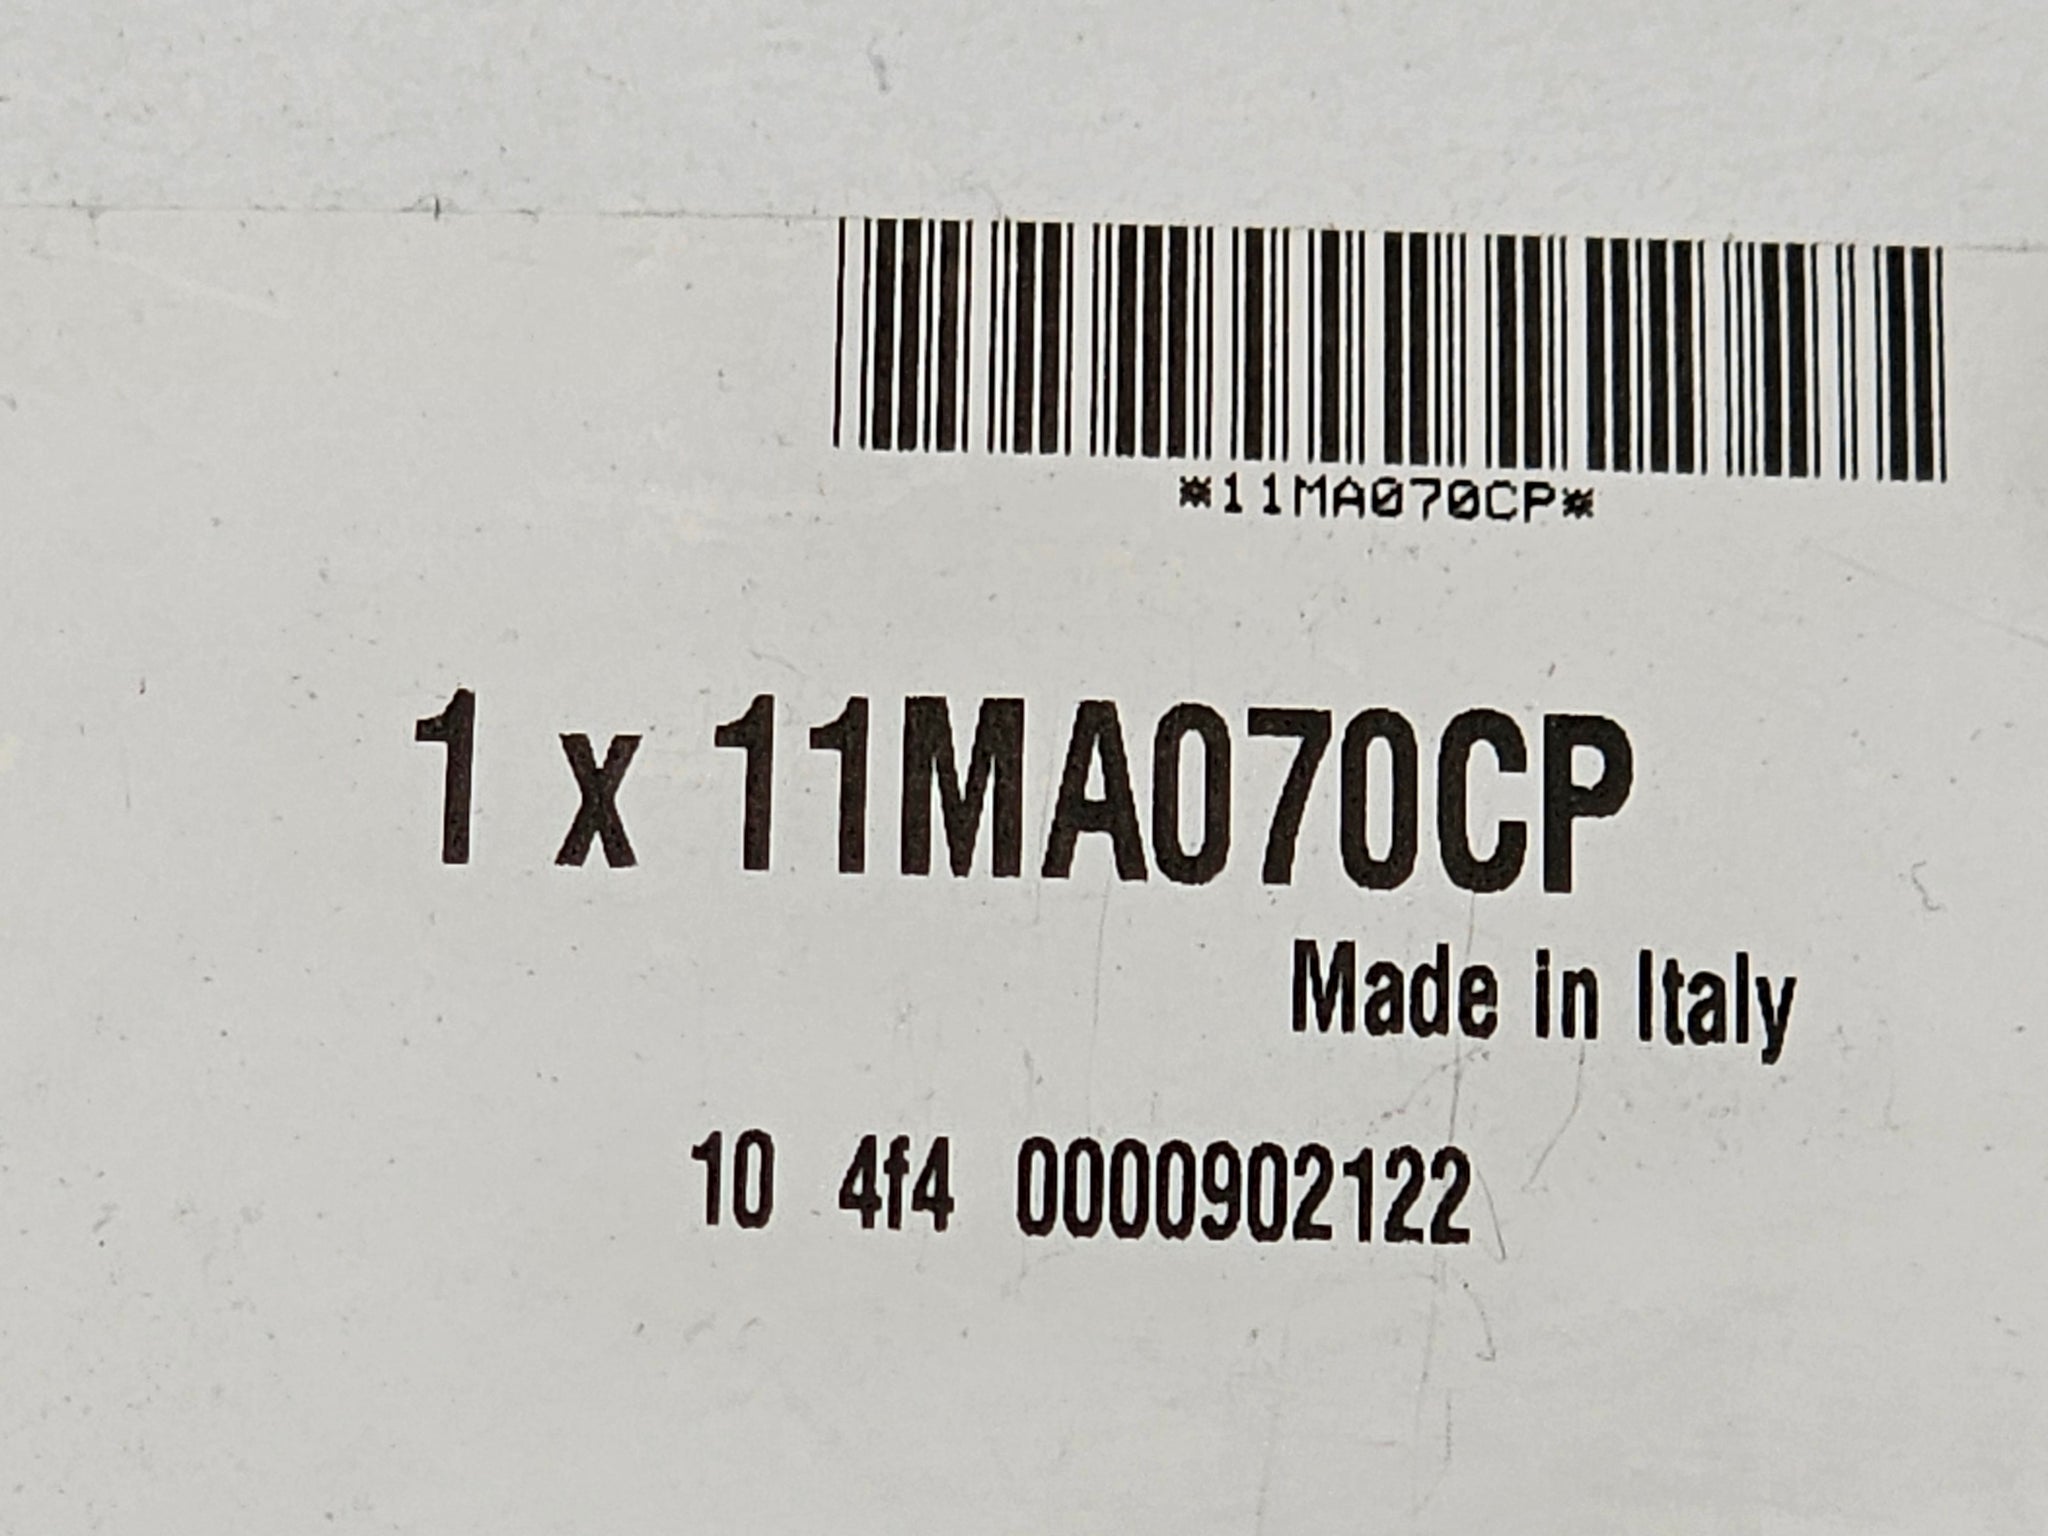 *11MA070CP*
1 x 11MA070CP
Made in Italy
10 4f4 0000902122